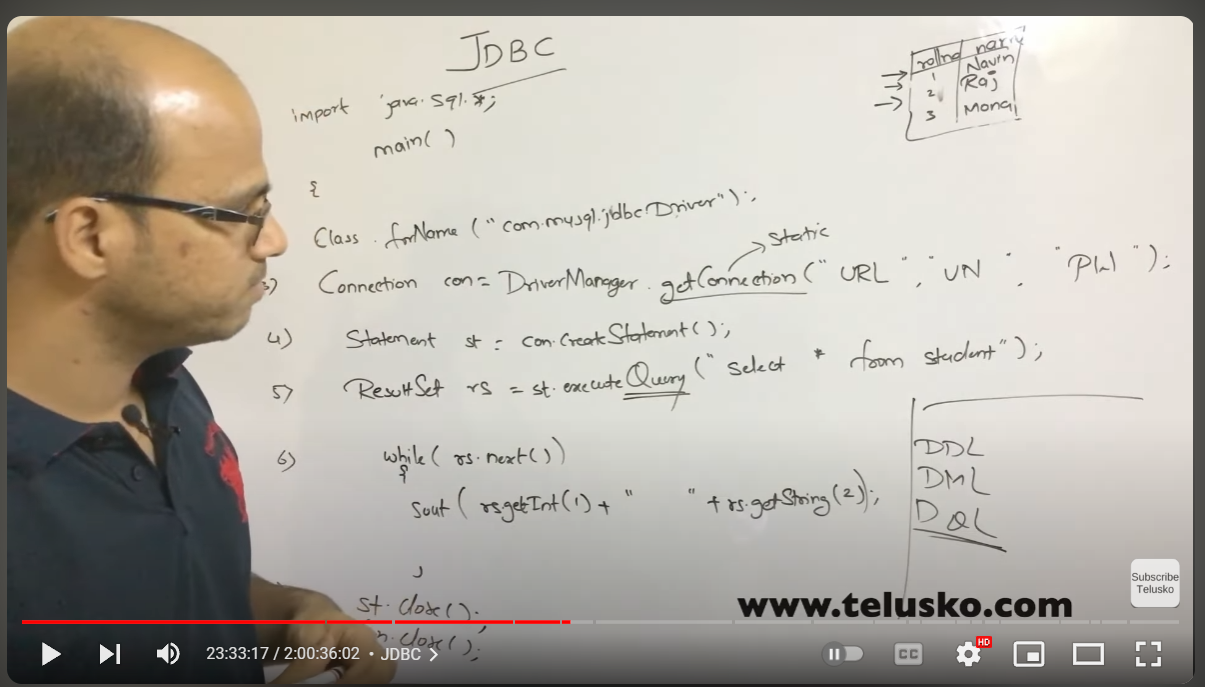 JDBC
import java.sql.*;
main( )
{
Class.forName ("com.mysql.jdbc.Driver");
static
3) Connection con = DriverManager.getConnection("URL", "UN", "PW");
4) Statement st = con.createStatement();
5) ResultSet rs = st.executeQuery("select * from student");
6) while( rs.next())
{
sout( rs.getInt(1) + " " + rs.getString(2));
}
st.close();
.close();
rollno name
1 Navin
2 Raj
3 Mona
DDL
DML
DQL
Subscribe
Telusko
www.telusko.com
23:33:17 / 2:00:36:02 • JDBC >
CC
HD